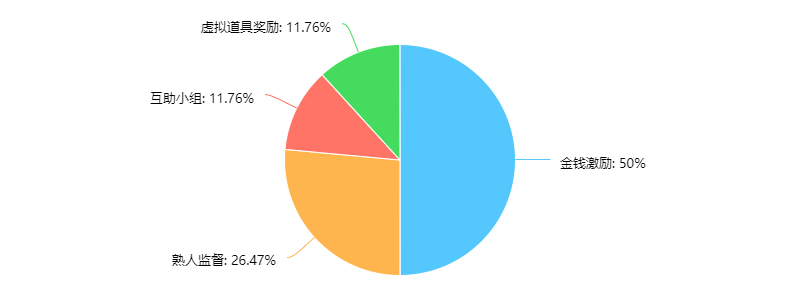 虚拟道具奖励: 11.76%
互助小组: 11.76%
金钱激励: 50%
熟人监督: 26.47%